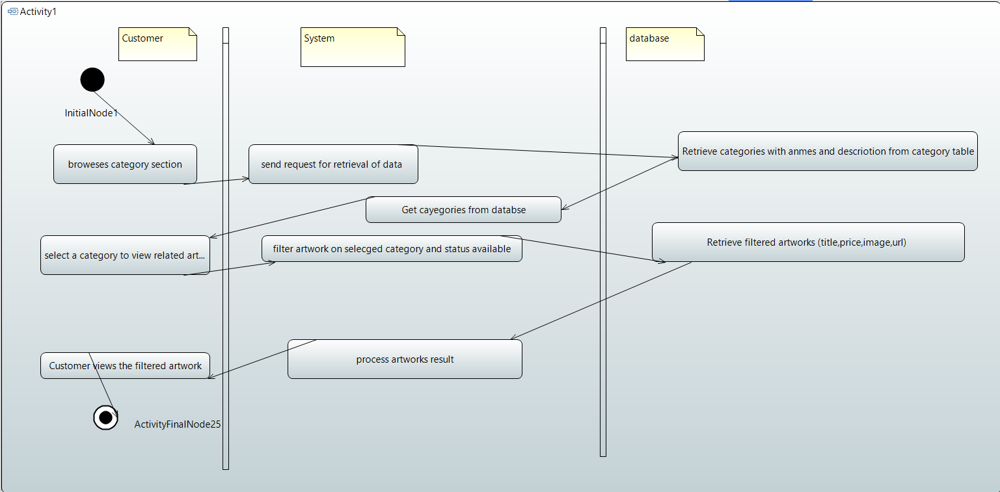 Activity1
Customer
System
database
InitialNode1
broweses category section
send request for retrieval of data
Retrieve categories with anmes and descriotion from category table
Get cayegories from databse
select a category to view related art...
filter artwork on selecged category and status available
Retrieve filtered artworks (title,price,image,url)
Customer views the filtered artwork
process artworks result
ActivityFinalNode25